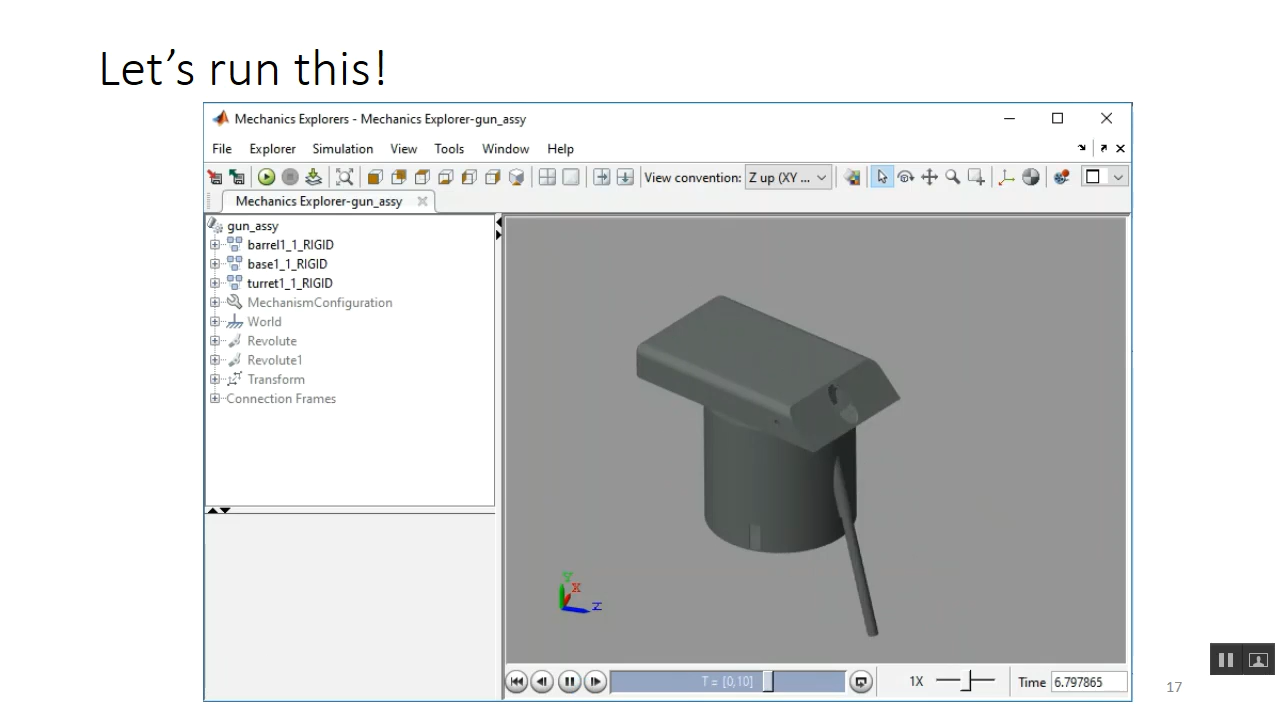 Let's run this!
Mechanics Explorers - Mechanics Explorer-gun_assy
File Explorer Simulation View Tools Window Help
View convention: Z up (XY ...
Mechanics Explorer-gun_assy
gun_assy
barrel1_1_RIGID
base1_1_RIGID
turret1_1_RIGID
MechanismConfiguration
World
Revolute
Revolute1
Transform
Connection Frames
Y
X
Z
T = [0,10]
1X
Time 6.797865
17